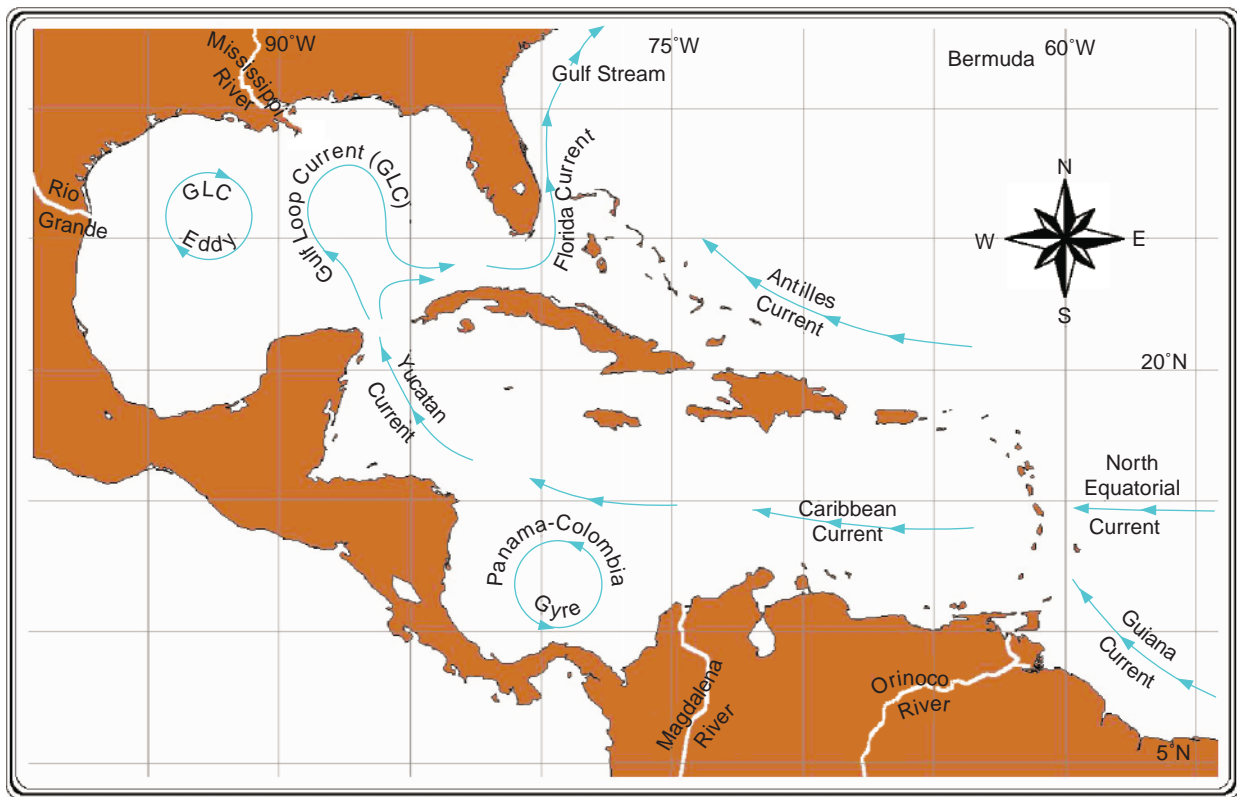 90˚W
75˚W
60˚W
Bermuda
Mississippi
River
Gulf Stream
Gulf Loop Current (GLC)
Florida Current
GLC
Eddy
Rio
Grande
N
W
E
S
Antilles
Current
20˚N
Yucatan
Current
North
Equatorial
Current
Caribbean
Current
Panama-Colombia
Gyre
Guiana
Current
Magdalena
River
Orinoco
River
5˚N